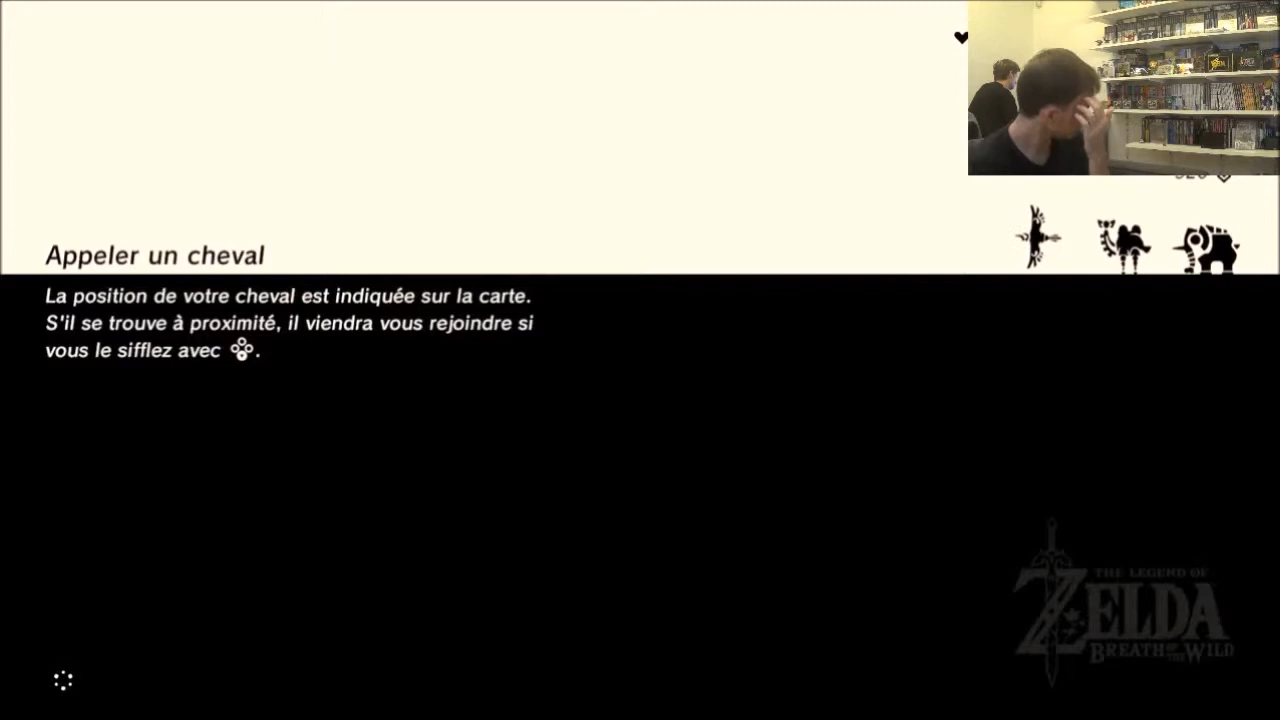 Appeler un cheval
La position de votre cheval est indiquée sur la carte.
S'il se trouve à proximité, il viendra vous rejoindre si
vous le sifflez avec .
THE LEGEND OF
ZELDA
BREATH OF THE WILD